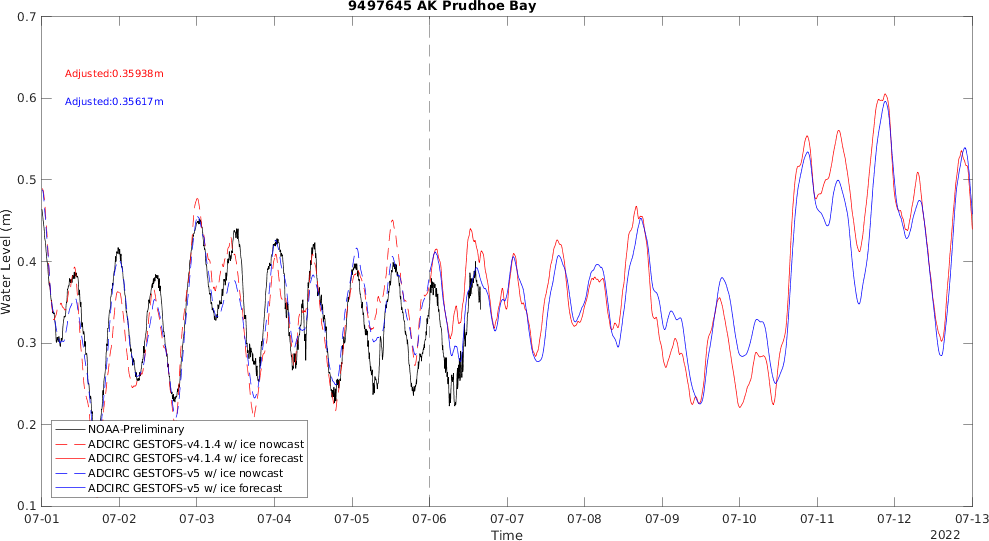 9497645 AK Prudhoe Bay
0.7
0.6
0.5
0.4
0.3
0.2
0.1
Water Level (m)
Adjusted:0.35938m
Adjusted:0.35617m
NOAA-Preliminary
ADCIRC GESTOFS-v4.1.4 w/ ice nowcast
ADCIRC GESTOFS-v4.1.4 w/ ice forecast
ADCIRC GESTOFS-v5 w/ ice nowcast
ADCIRC GESTOFS-v5 w/ ice forecast
07-01 07-02 07-03 07-04 07-05 07-06 07-07 07-08 07-09 07-10 07-11 07-12 07-13
Time
2022